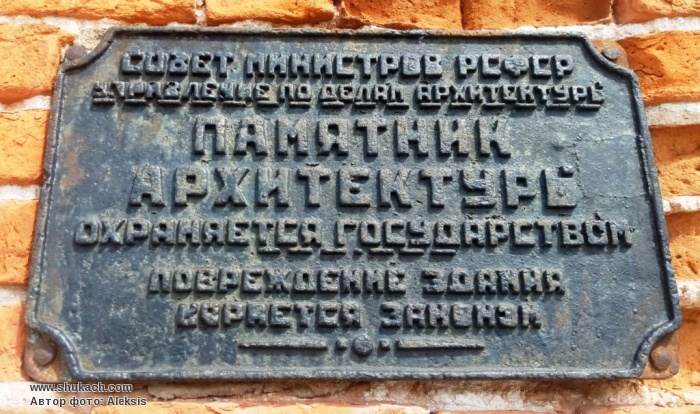 СОВЕТ МИНИСТРОВ РСФСР
УПРАВЛЕНИЕ ПО ДЕЛАМ АРХИТЕКТУРЫ
ПАМЯТНИК
АРХИТЕКТУРЫ
ОХРАНЯЕТСЯ ГОСУДАРСТВОМ
ПОВРЕЖДЕНИЕ ЗДАНИЯ
КАРАЕТСЯ ЗАКОНОМ
www.shukach.com
Автор фото: Aleksis